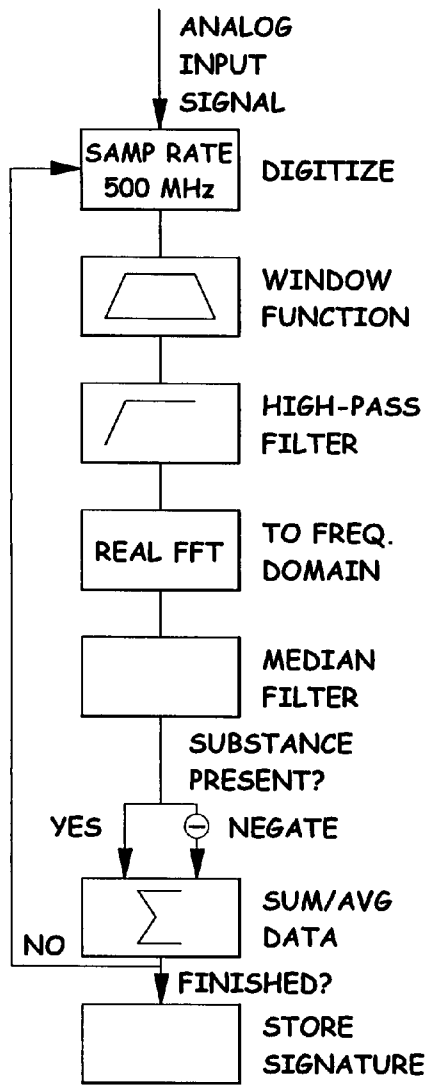 ANALOG
INPUT
SIGNAL
SAMP RATE
500 MHz
DIGITIZE
WINDOW
FUNCTION
HIGH-PASS
FILTER
REAL FFT
TO FREQ.
DOMAIN
MEDIAN
FILTER
SUBSTANCE
PRESENT?
YES
NEGATE
SUM/AVG
DATA
NO
FINISHED?
STORE
SIGNATURE